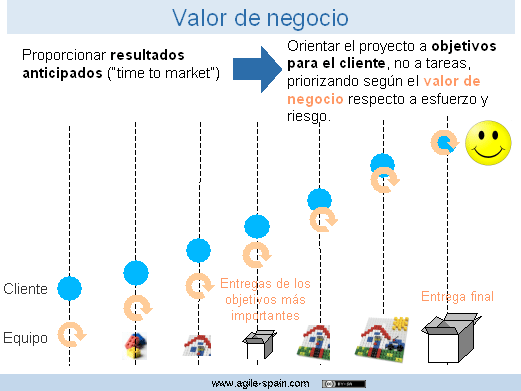 Valor de negocio
Proporcionar resultados
anticipados ("time to market")
Orientar el proyecto a objetivos
para el cliente, no a tareas,
priorizando según el valor de
negocio respecto a esfuerzo y
riesgo.
Cliente
Entregas de los
objetivos más
importantes
Entrega final
Equipo
www.agile-spain.com